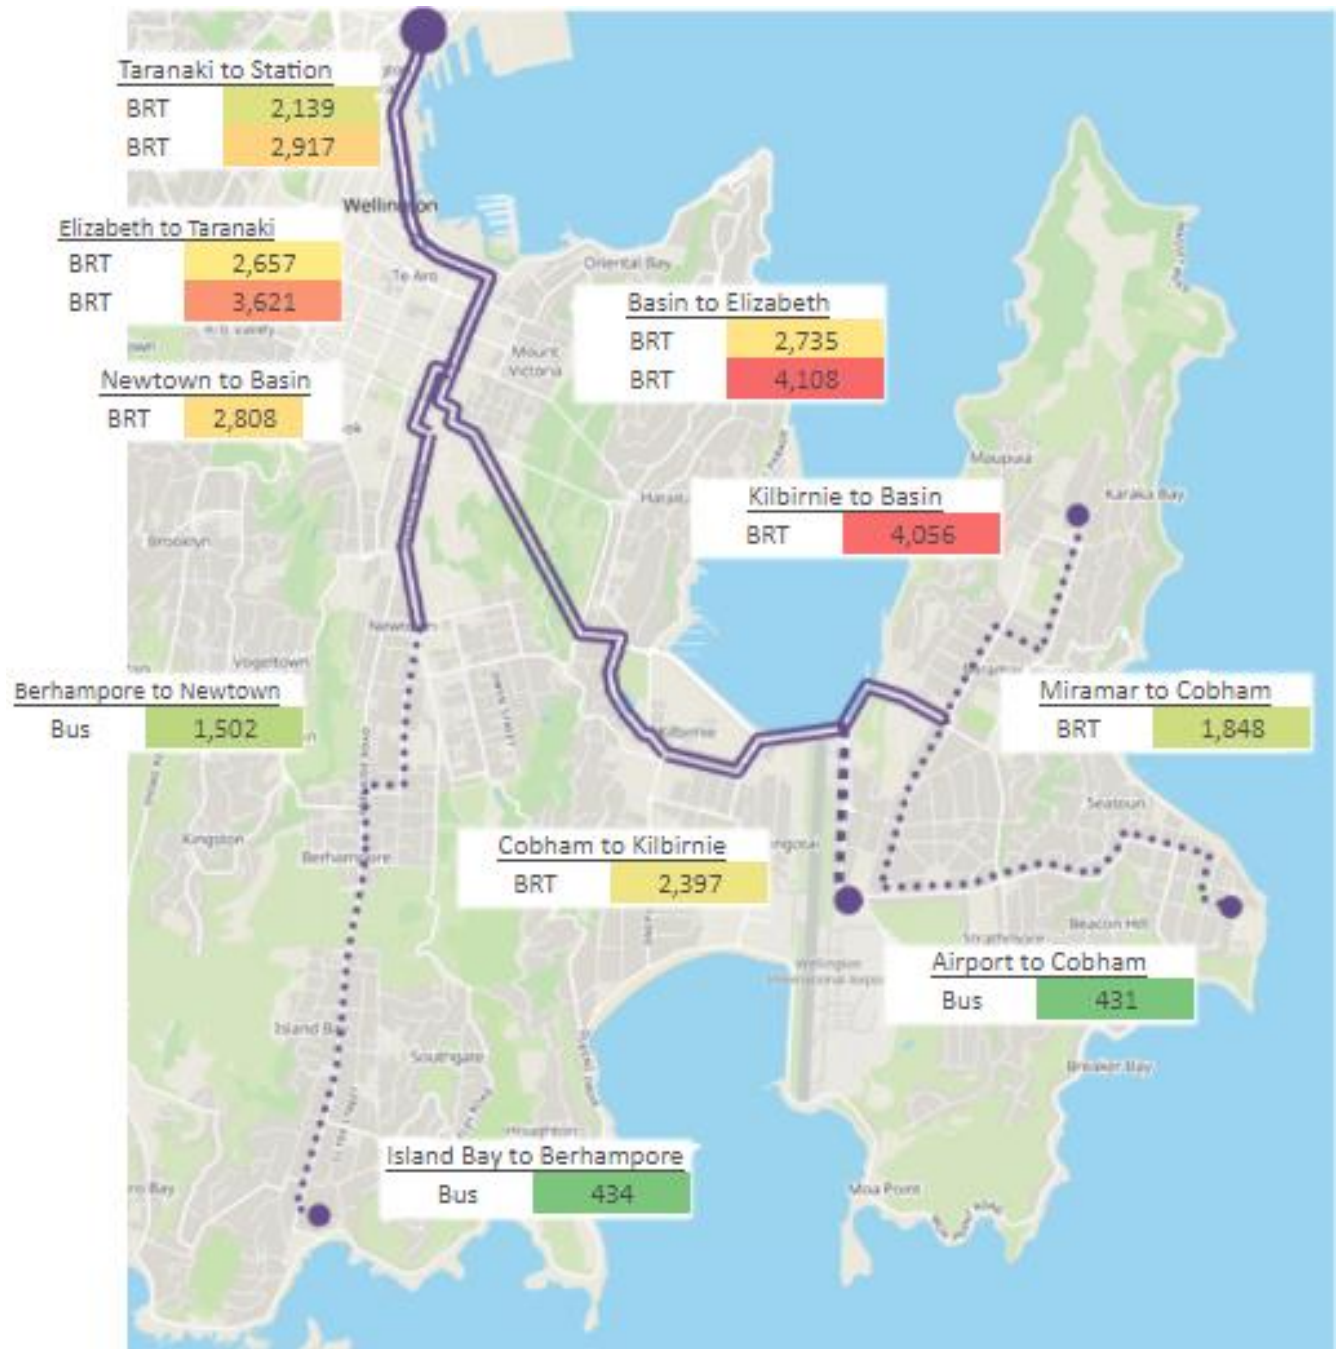 Taranaki to Station
BRT 2,139
BRT 2,917
Wellington
Elizabeth to Taranaki
BRT 2,657
BRT 3,621
Te Aro
Oriental Bay
Basin to Elizabeth
BRT 2,735
BRT 4,108
Mount
Victoria
Newtown to Basin
BRT 2,808
Maupuia
Karaka Bay
Kilbirnie to Basin
BRT 4,056
Brooklyn
Newtown
Vogeltown
Miramar
Berhampore to Newtown
Bus 1,502
Miramar to Cobham
BRT 1,848
Kilbirnie
Seatoun
Kingston
Berhampore
Cobham to Kilbirnie
BRT 2,397
Beacon Hill
Strathmore
Wellington
International
Airport to Cobham
Bus 431
Island Bay
Southgate
Breaker Bay
Houghton
Island Bay to Berhampore
Bus 434
Moa Point